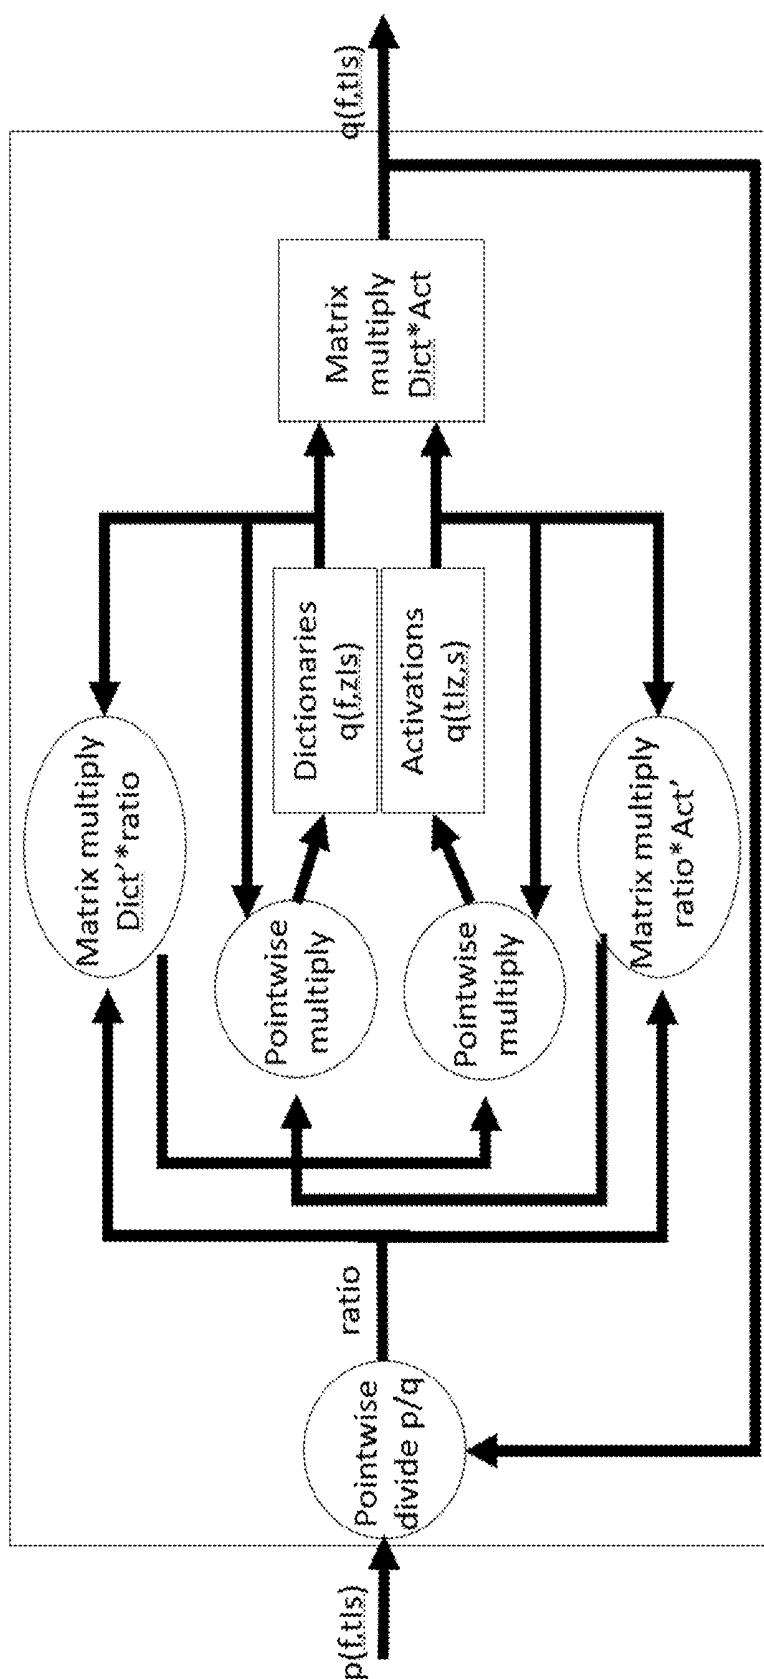 p(f,t|s)
Pointwise
divide p/q
ratio
Matrix multiply
Dict'*ratio
Pointwise
multiply
Pointwise
multiply
Matrix multiply
ratio*Act'
Dictionaries
q(f,z|s)
Activations
q(t|z,s)
Matrix
multiply
Dict*Act
q(f,t|s)